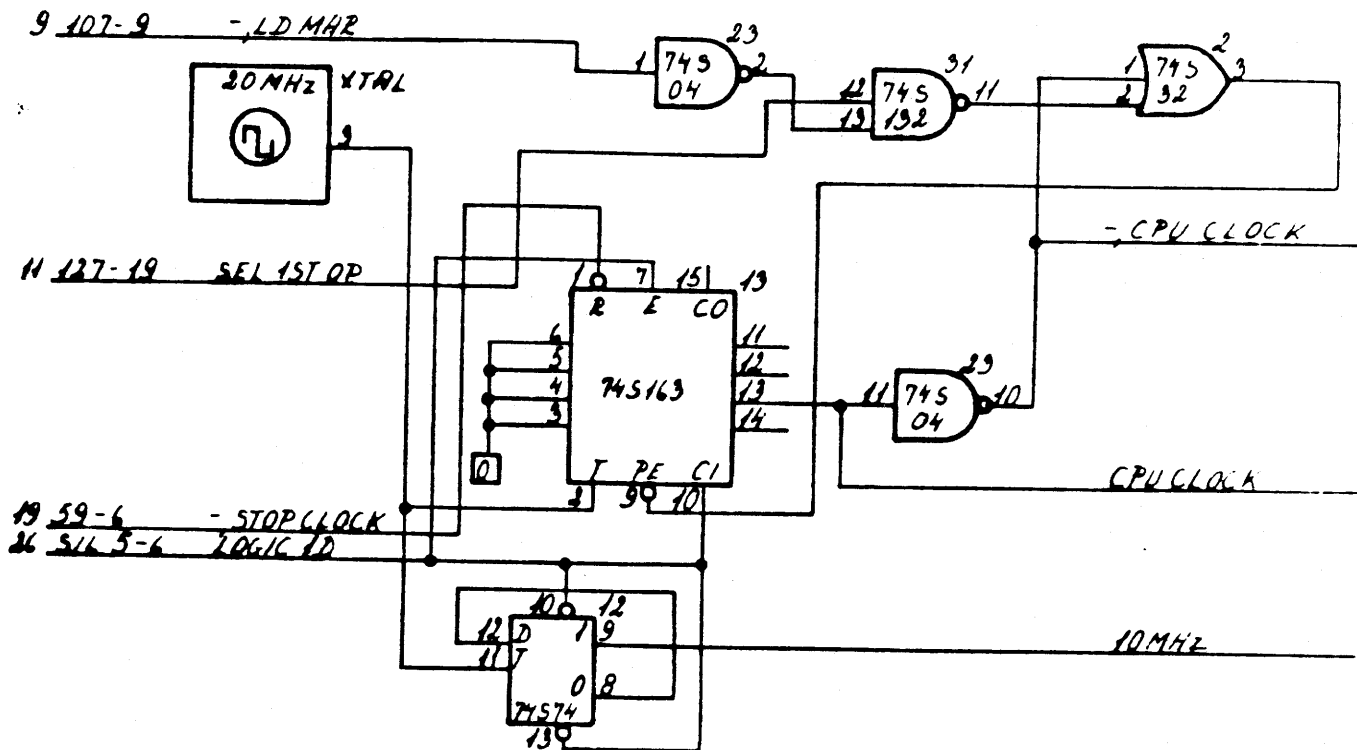 9 107-9 -,LD MAR
23
1 74S 04 2
20 MHz XTAL
12 13 74S 132 31 11
1 2 74S 32 2 3
11 127-19 SEL 1STOP
-, CPU CLOCK
1 7 15 13
R E CO
6 11
5 12
4 74S163 13
3 14
0
T PE CI
2 9 10
29
11 74S 04 10
CPU CLOCK
19 59-6 - STOP CLOCK
26 SIL 5-6 LOGIC 1D
10 12
12 D 1 9
11 T
0 8
74S74
13
10MHz